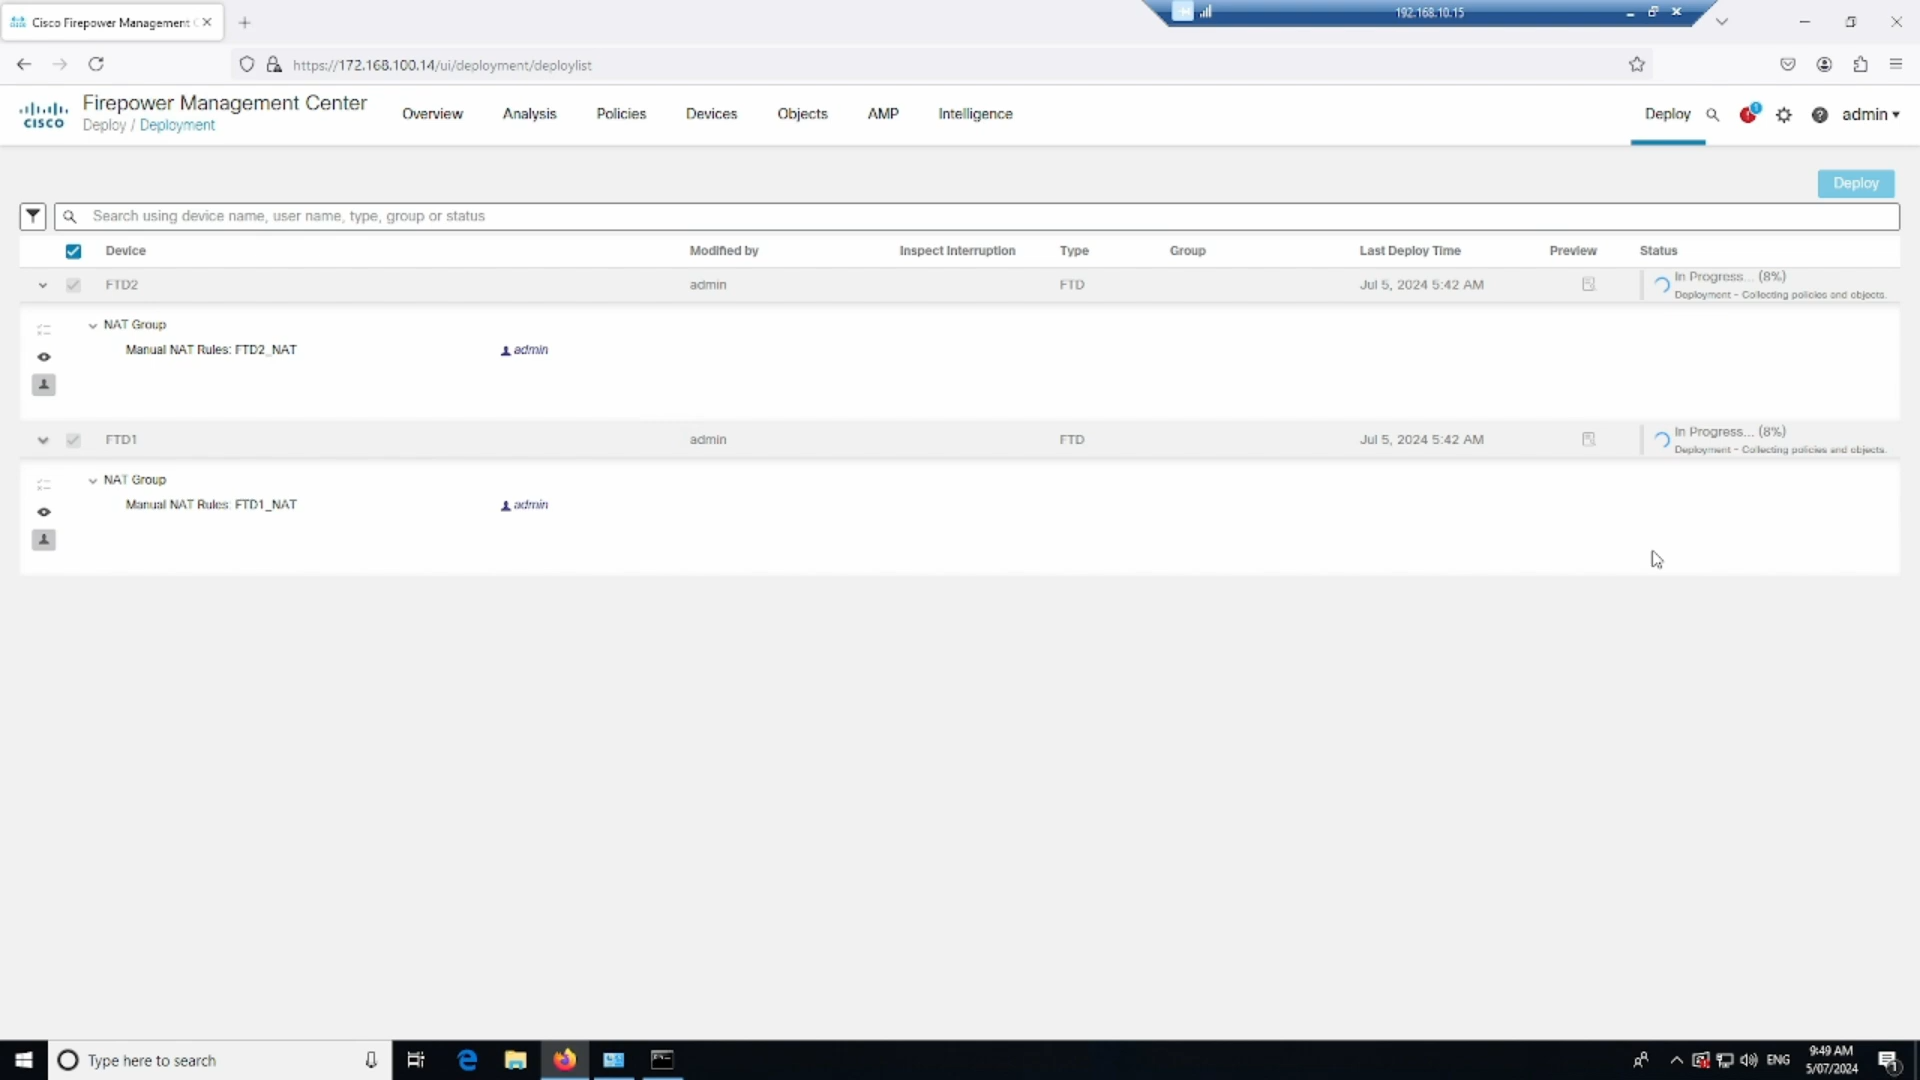 Cisco Firepower Management C
192.168.10.15
https://172.168.100.14/ui/deployment/deploylist
CISCO
Firepower Management Center
Deploy / Deployment
Overview
Analysis
Policies
Devices
Objects
AMP
Intelligence
Deploy
admin
Deploy
Search using device name, user name, type, group or status
Device Modified by Inspect Interruption Type Group Last Deploy Time Preview Status
FTD2 admin FTD Jul 5, 2024 5:42 AM In Progress... (8%)
Deployment - Collecting policies and objects.
NAT Group
Manual NAT Rules: FTD2_NAT admin
FTD1 admin FTD Jul 5, 2024 5:42 AM In Progress... (8%)
Deployment - Collecting policies and objects.
NAT Group
Manual NAT Rules: FTD1_NAT admin
Type here to search
ENG
9:49 AM
5/07/2024